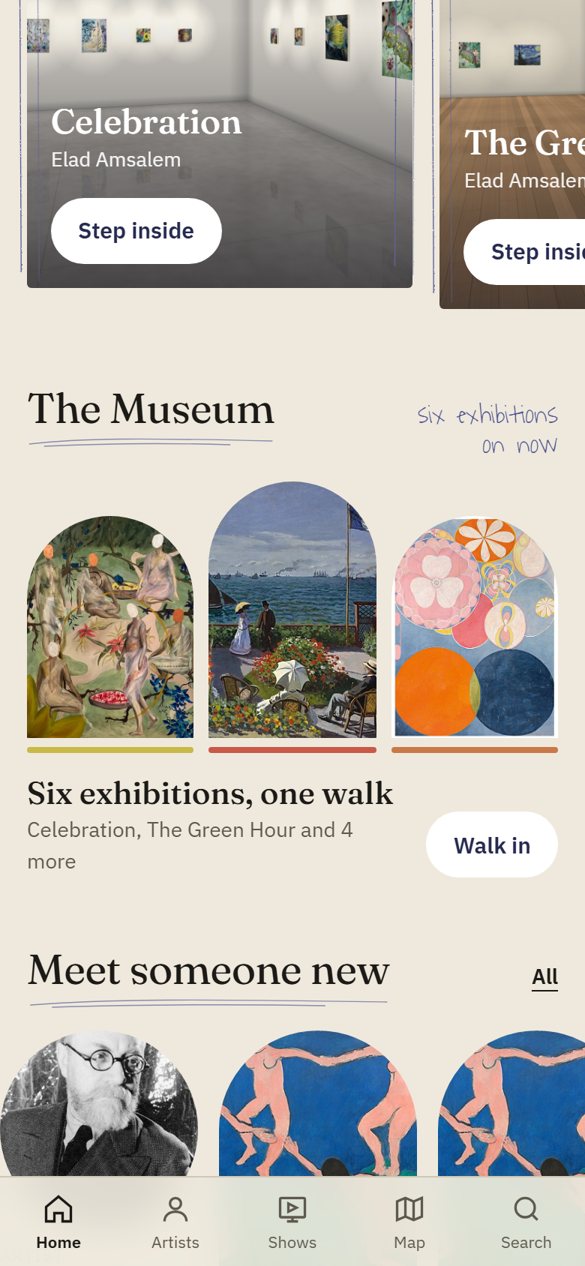 Celebration
Elad Amsalem
Step inside
The Gre
Elad Amsalem
Step insi
The Museum
six exhibitions
on now
Six exhibitions, one walk
Celebration, The Green Hour and 4
more
Walk in
Meet someone new
All
Home
Artists
Shows
Map
Search